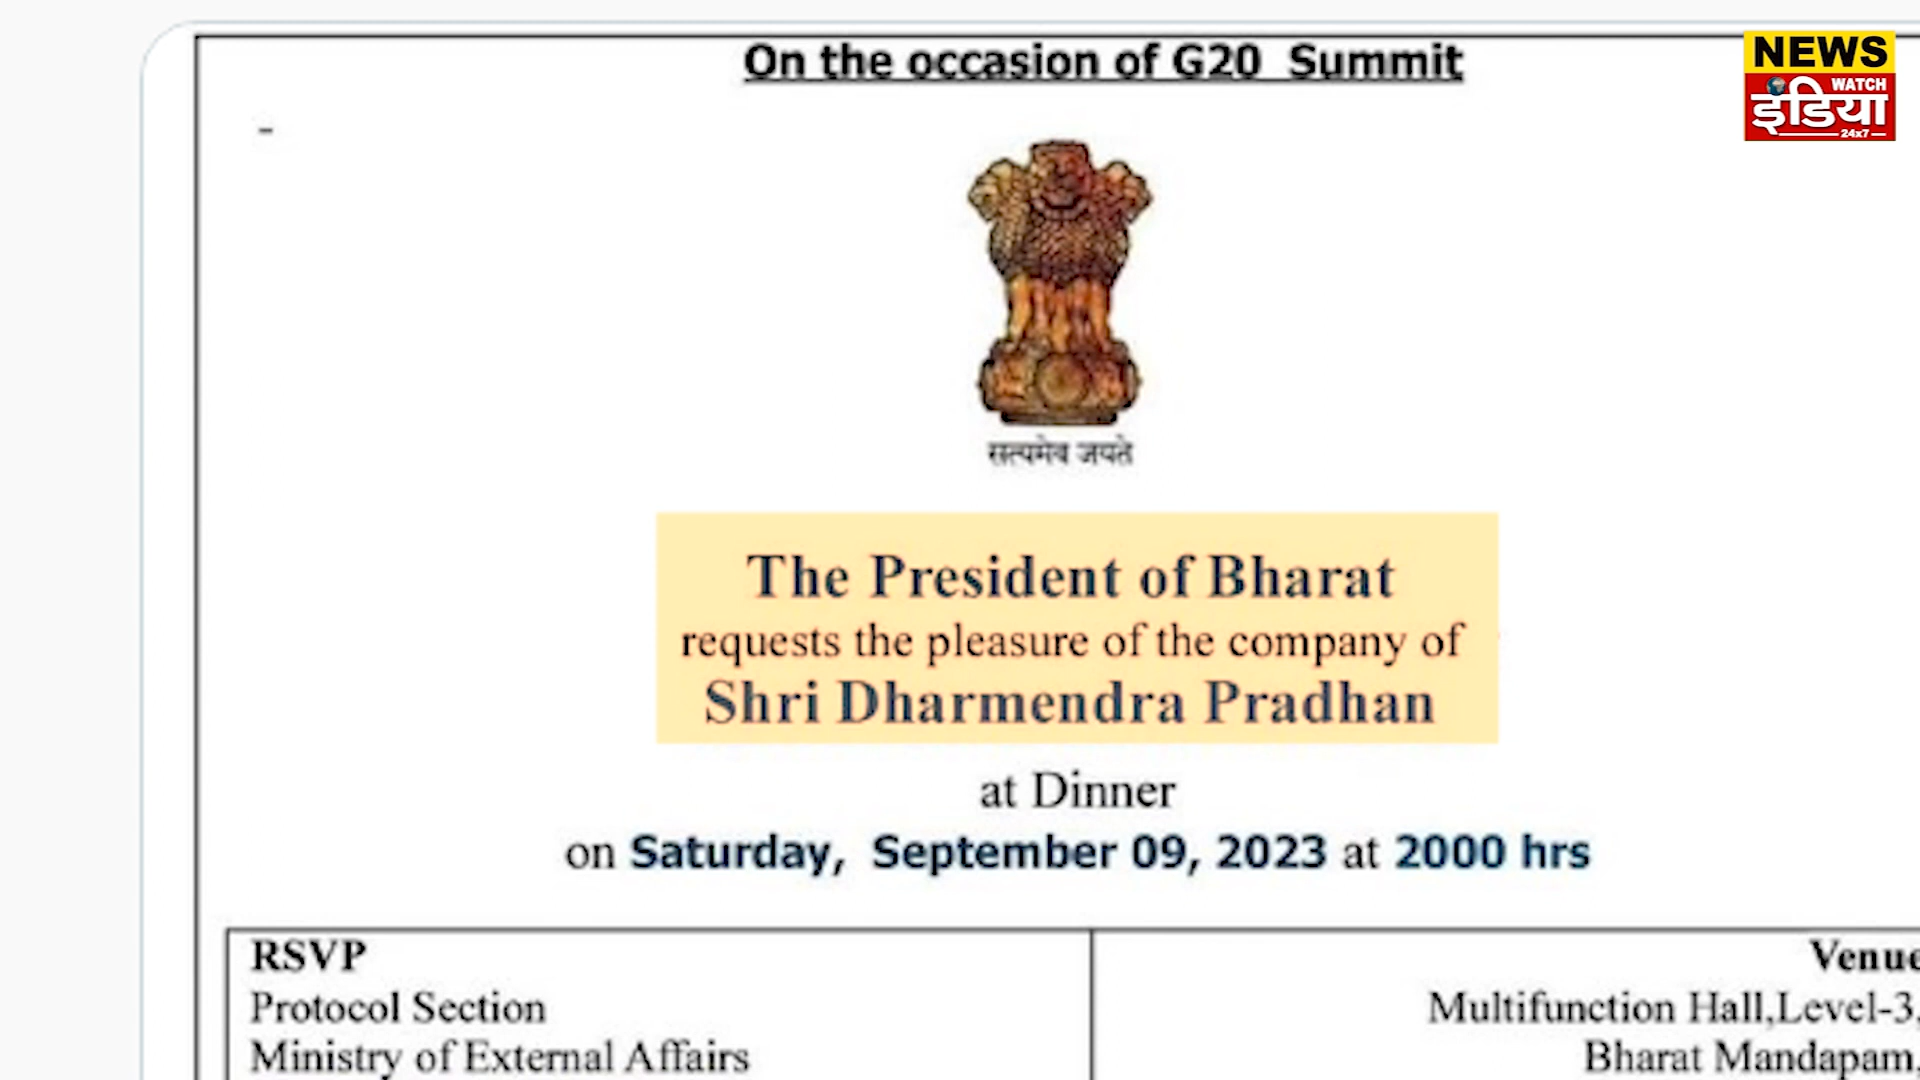 On the occasion of G20 Summit
NEWS
WATCH
इंडिया
24x7
-
सत्यमेव जयते
The President of Bharat
requests the pleasure of the company of
Shri Dharmendra Pradhan
at Dinner
on Saturday, September 09, 2023 at 2000 hrs
RSVP
Protocol Section
Ministry of External Affairs
Venue
Multifunction Hall,Level-3,
Bharat Mandapam,